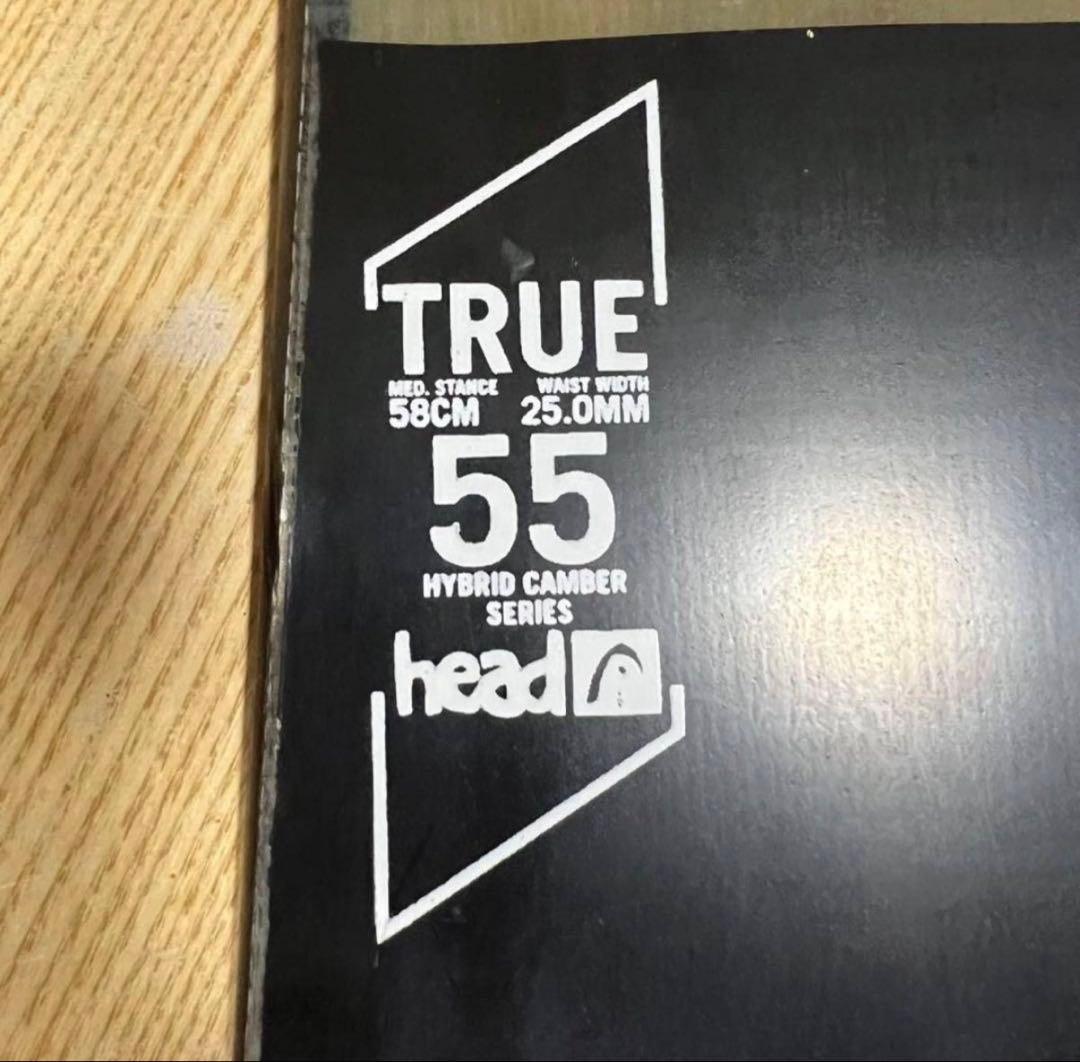 TRUE
MED. STANCE WAIST WIDTH
58CM 25.0MM
55
HYBRID CAMBER
SERIES
head